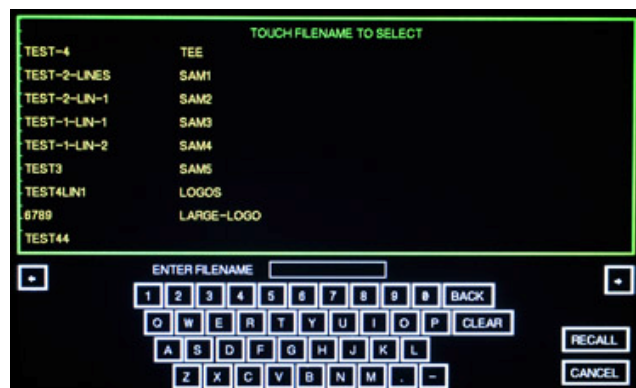 TOUCH FILENAME TO SELECT
TEST-4 TEE
TEST-2-LINES SAM1
TEST-2-LIN-1 SAM2
TEST-1-LIN-1 SAM3
TEST-1-LIN-2 SAM4
TEST3 SAM5
TEST4LIN1 LOGOS
6789 LARGE-LOGO
TEST44
ENTER FILENAME
1 2 3 4 5 6 7 8 9 0 BACK
Q W E R T Y U I O P CLEAR
A S D F G H J K L
RECALL
Z X C V B N M . -
CANCEL